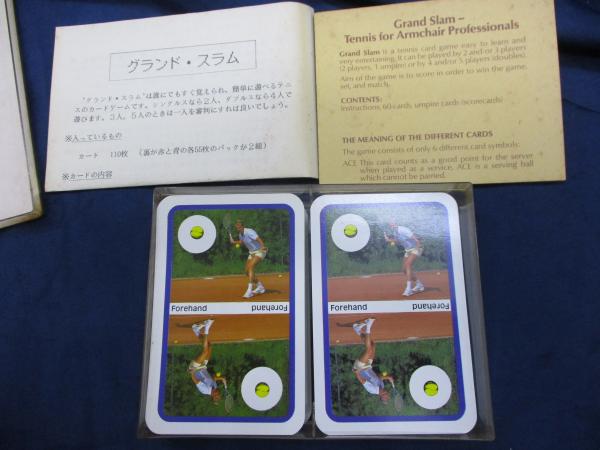 グランド・スラム
"グランド・スラム"は誰にでもすぐ覚えられ、簡単に遊べるテニ
スのカードゲームです。シングルスなら2人、ダブルスなら4人で
遊びます。3人、5人のときは一人を審判にすれば良いでしょう。
※入っているもの
カード 110枚 (裏が赤と青の各55枚のパックが2組)
※カードの内容
Grand Slam –
Tennis for Armchair Professionals
Grand Slam is a tennis card game easy to learn and
very entertaining. It can be played by 2 and or 3 players
(2 players, 1 umpire) or by 4 and/or 5 players (doubles)
Aim of the game is to score in order to win the game,
set, and match.
CONTENTS:
Instructions, 60 cards, umpire cards (scorecards)
THE MEANING OF THE DIFFERENT CARDS
The game consists of only 6 different card symbols:
ACE This card counts as a good point for the server
when played as a service. ACE is a serving ball
which cannot be parried.
Forehand Forehand
Forehand Forehand